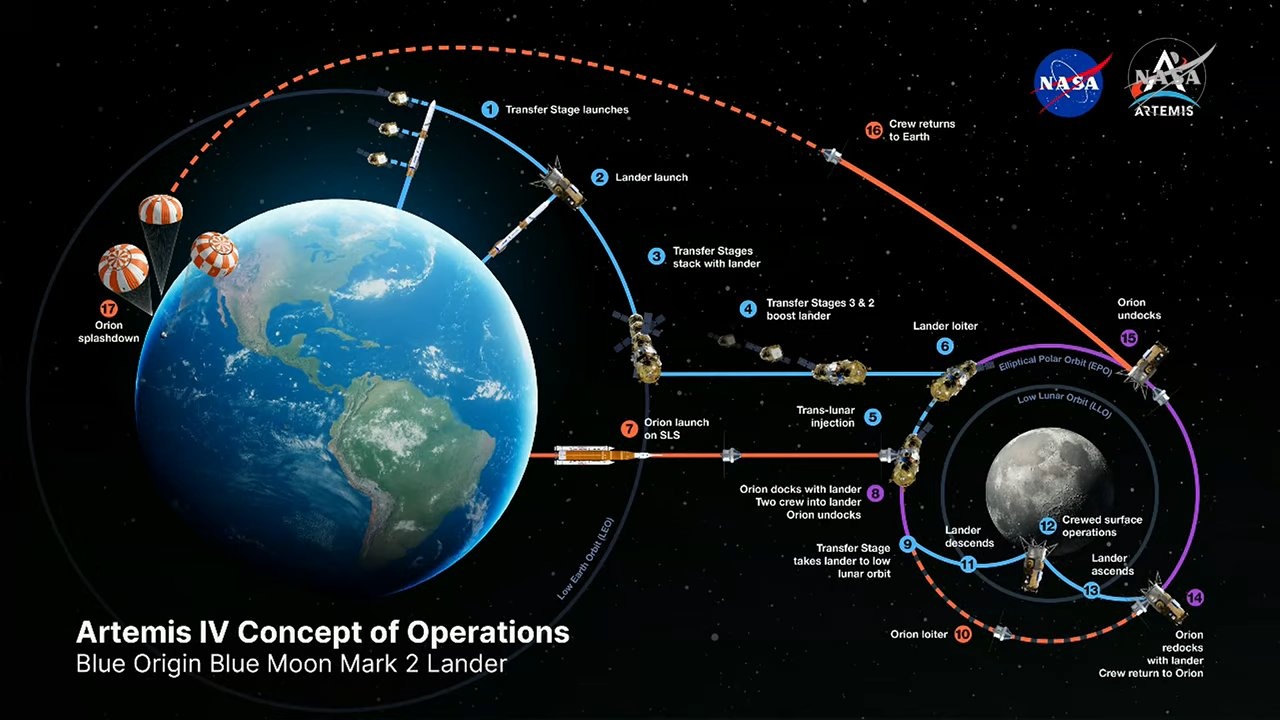 NASA
NASA
ARTEMIS
1
Transfer Stage launches
2
Lander launch
3
Transfer Stages
stack with lander
4
Transfer Stages 3 & 2
boost lander
5
Trans-lunar
injection
6
Lander loiter
7
Orion launch
on SLS
8
Orion docks with lander
Two crew into lander
Orion undocks
9
Transfer Stage
takes lander to low
lunar orbit
10
Orion loiter
11
Lander
descends
12
Crewed surface
operations
13
Lander
ascends
14
Orion
redocks
with lander
Crew return to Orion
15
Orion
undocks
16
Crew returns
to Earth
17
Orion
splashdown
Elliptical Polar Orbit (EPO)
Low Lunar Orbit (LLO)
Low Earth Orbit (LEO)
Artemis IV Concept of Operations
Blue Origin Blue Moon Mark 2 Lander